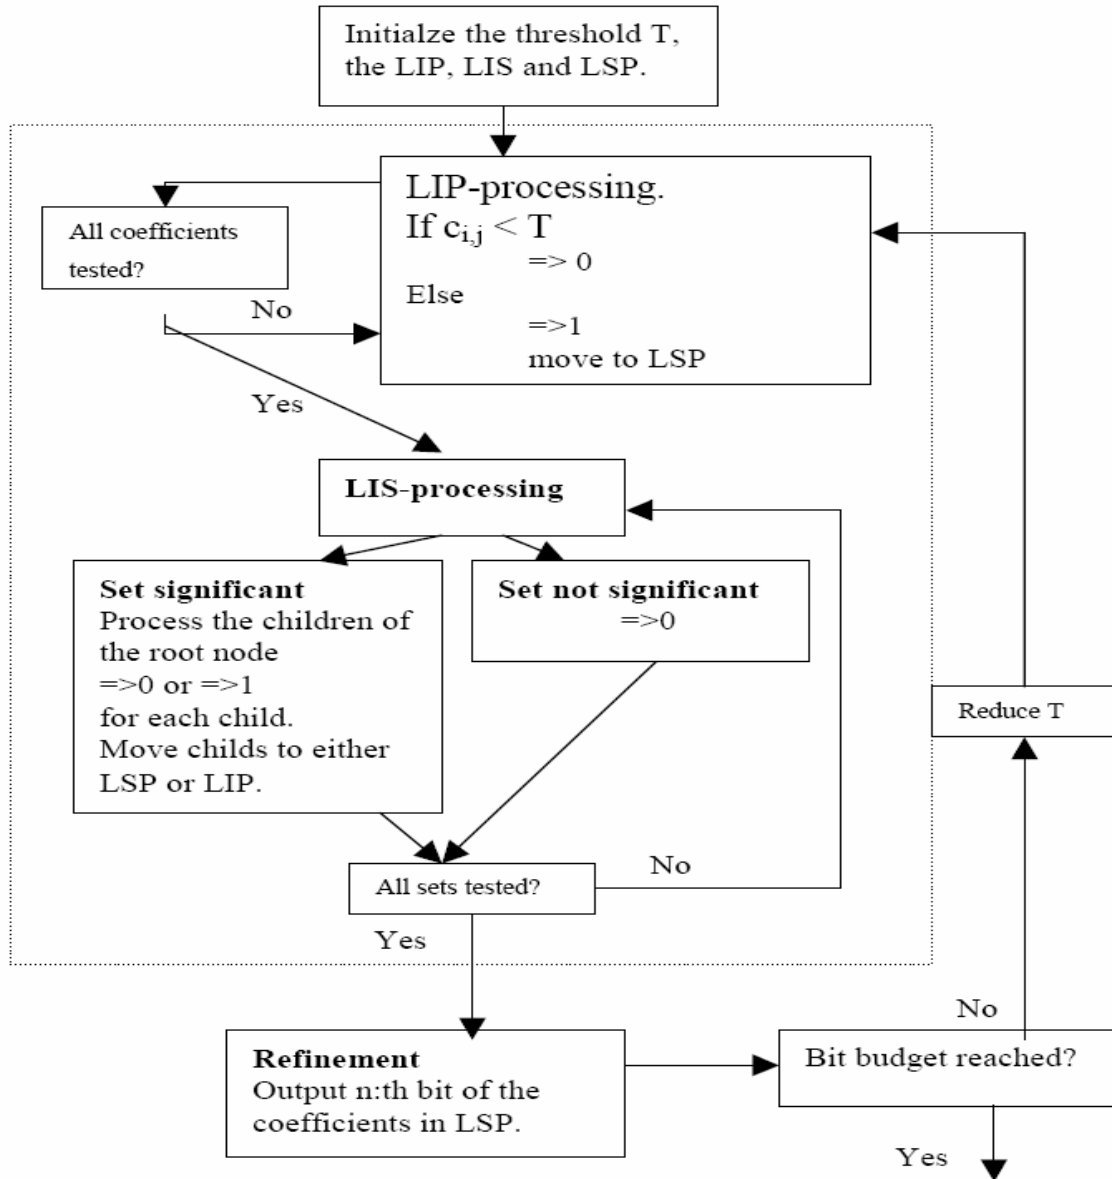 Initialze the threshold T,
the LIP, LIS and LSP.
LIP-processing.
If ci,j < T
=> 0
Else
=>1
move to LSP
All coefficients
tested?
No
Yes
LIS-processing
Set significant
Process the children of
the root node
=>0 or =>1
for each child.
Move childs to either
LSP or LIP.
Set not significant
=>0
Reduce T
All sets tested?
No
Yes
Refinement
Output n:th bit of the
coefficients in LSP.
No
Bit budget reached?
Yes